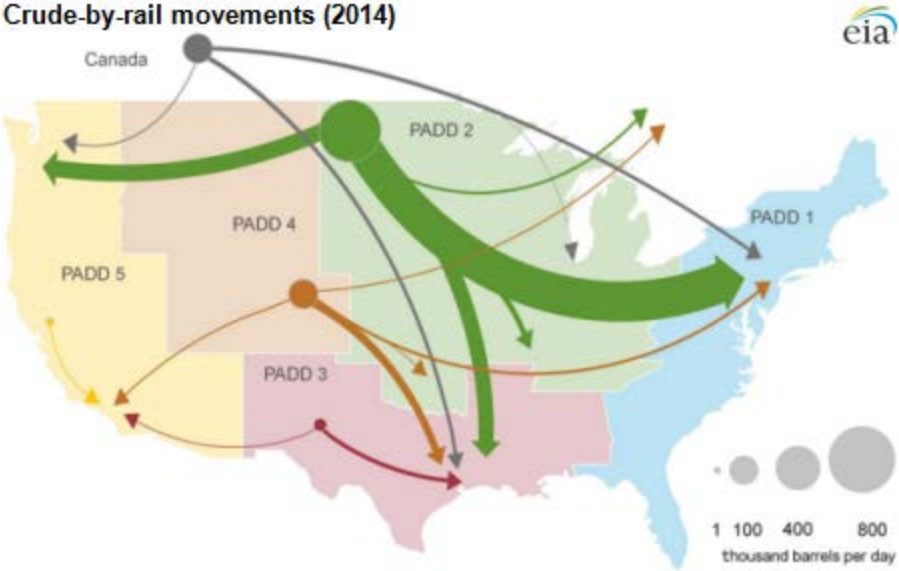 Crude-by-rail movements (2014)
eia
Canada
PADD 2
PADD 1
PADD 4
PADD 5
PADD 3
1 100 400 800
thousand barrels per day